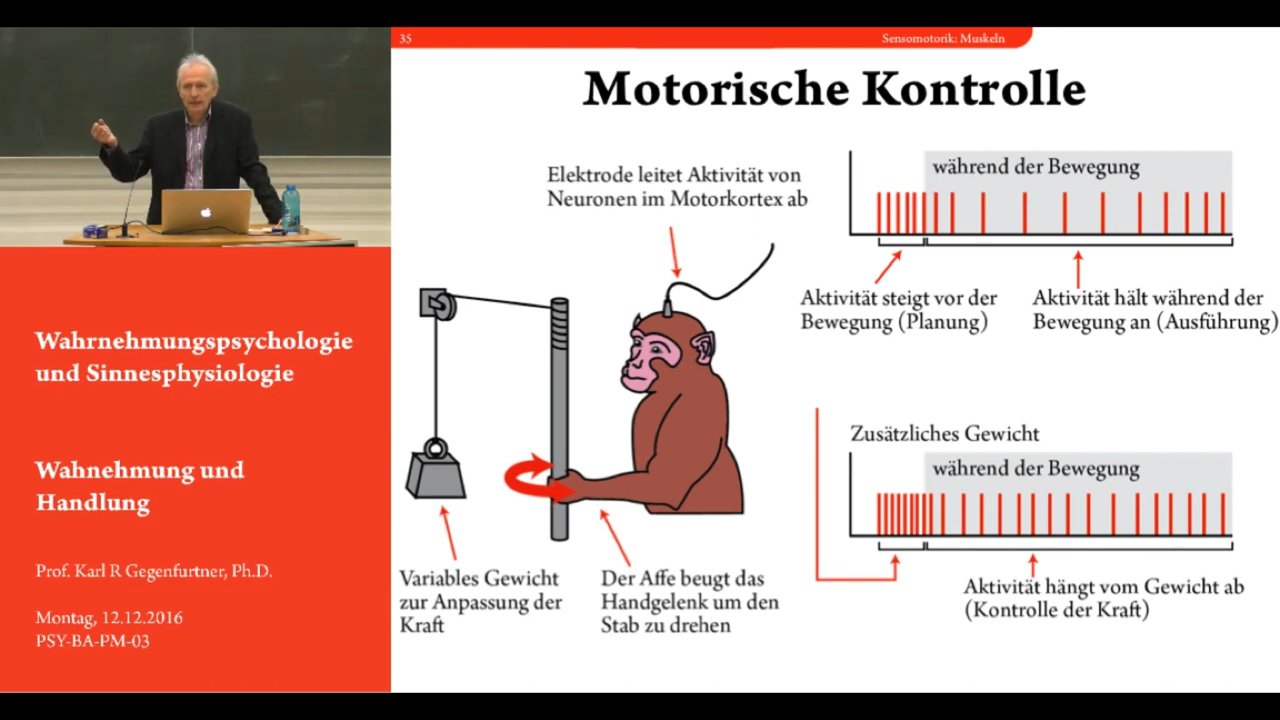 35
Sensomotorik: Muskeln
Motorische Kontrolle
Elektrode leitet Aktivität von
Neuronen im Motorkortex ab
während der Bewegung
Aktivität steigt vor der
Bewegung (Planung)
Aktivität hält während der
Bewegung an (Ausführung)
Zusätzliches Gewicht
während der Bewegung
Aktivität hängt vom Gewicht ab
(Kontrolle der Kraft)
Variables Gewicht
zur Anpassung der
Kraft
Der Affe beugt das
Handgelenk um den
Stab zu drehen
Wahrnehmungspsychologie
und Sinnesphysiologie
Wahnehmung und
Handlung
Prof. Karl R Gegenfurtner, Ph.D.
Montag, 12.12.2016
PSY-BA-PM-03